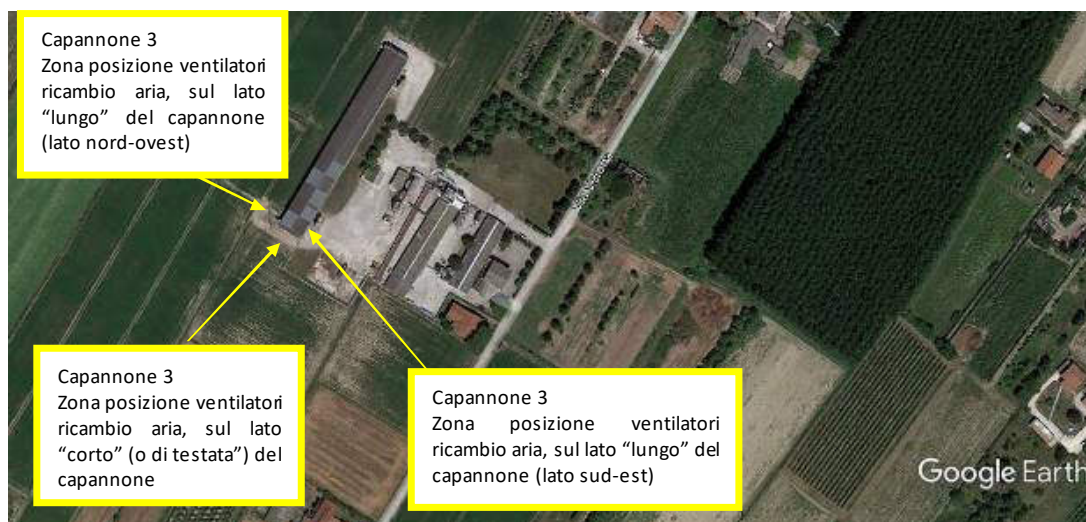 Capannone 3
Zona posizione ventilatori
ricambio aria, sul lato
“lungo” del capannone
(lato nord-ovest)
Capannone 3
Zona posizione ventilatori
ricambio aria, sul lato
“corto” (o di testata”) del
capannone
Capannone 3
Zona posizione ventilatori
ricambio aria, sul lato “lungo” del
capannone (lato sud-est)
Google Earth